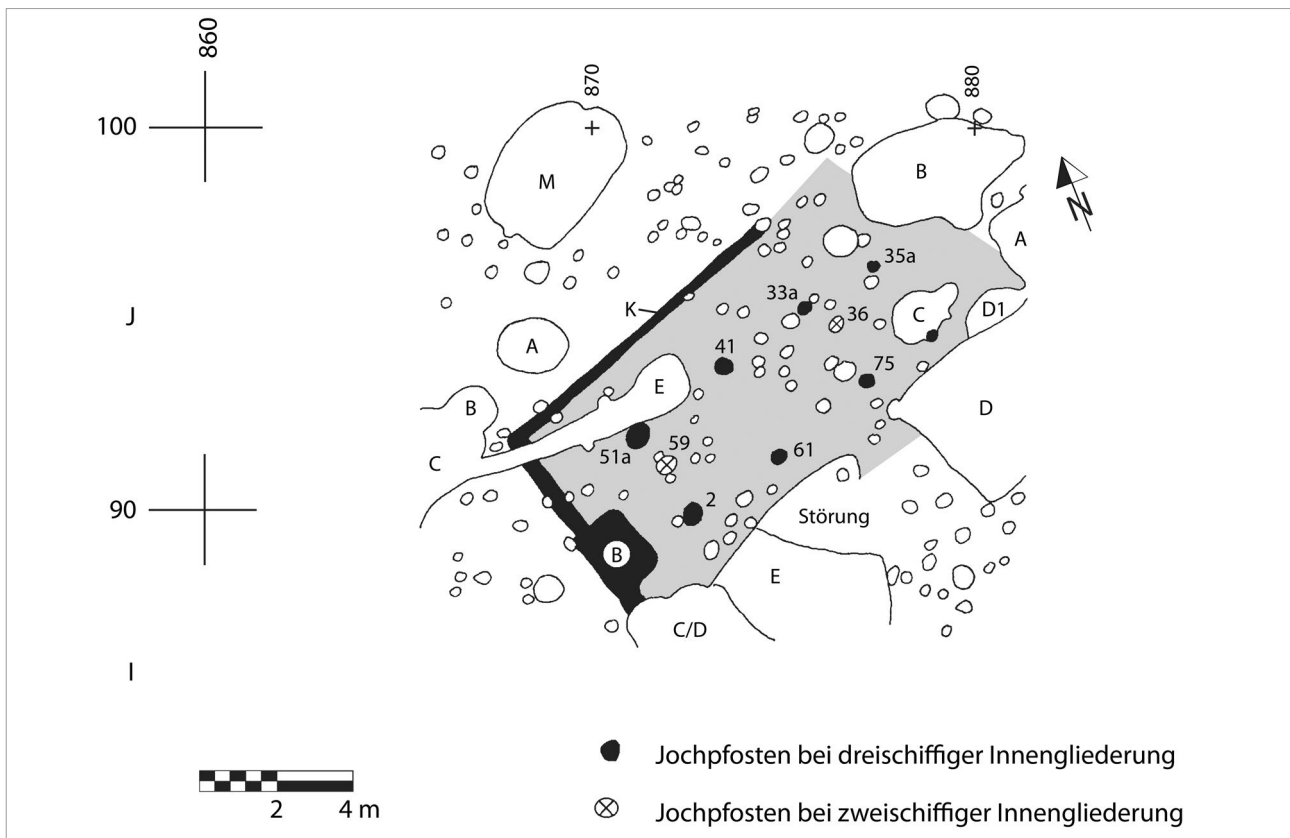 860
870
880
100
B
M
N
A
35a
J
33a
36
C
D1
K
41
A
75
E
B
D
59
C
51a
61
2
90
Störung
B
E
C/D
I
Jochpfosten bei dreischiffiger Innengliederung
2 4 m
Jochpfosten bei zweischiffiger Innengliederung